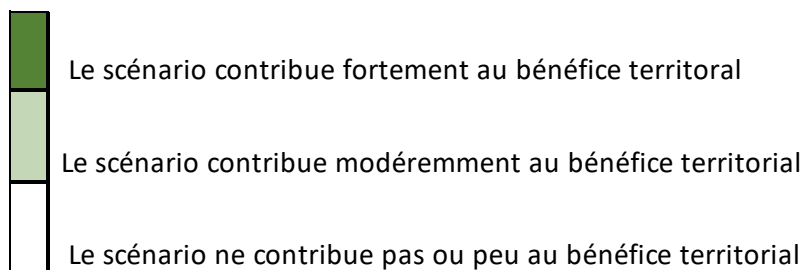 Le scénario contribue fortement au bénéfice territoral
Le scénario contribue modéremment au bénéfice territorial
Le scénario ne contribue pas ou peu au bénéfice territorial